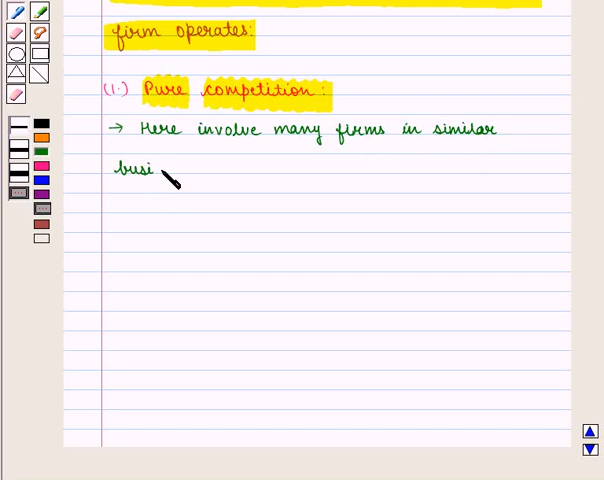 firm operates:
(1.) Pure competition:
→ Here involve many firms in similar
busi